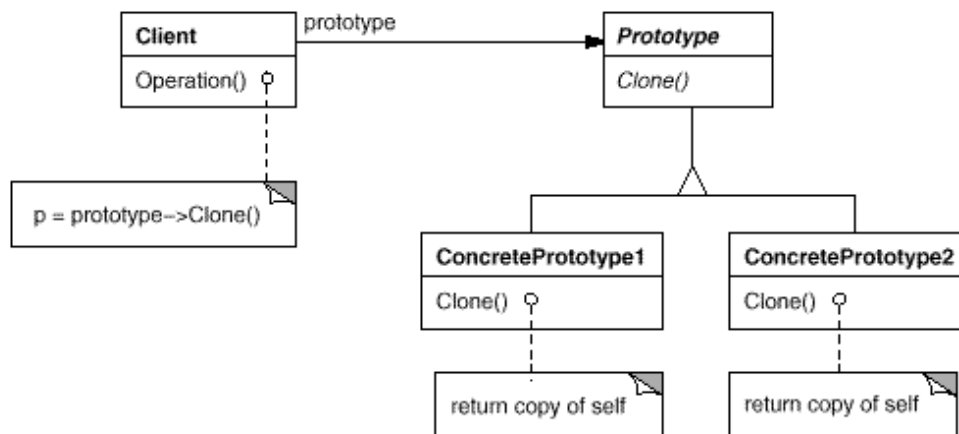 Client
prototype
Prototype
Operation()
Clone()
p = prototype->Clone()
ConcretePrototype1
ConcretePrototype2
Clone()
Clone()
return copy of self
return copy of self